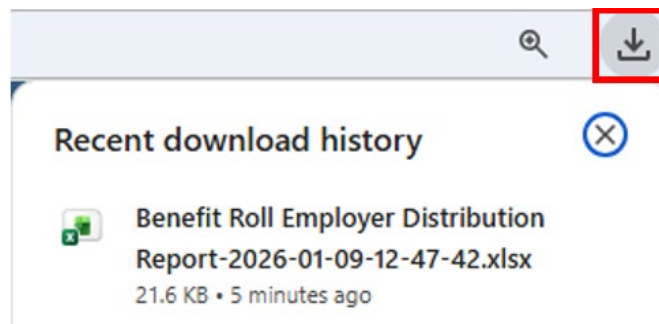 Recent download history
Benefit Roll Employer Distribution
Report-2026-01-09-12-47-42.xlsx
21.6 KB • 5 minutes ago